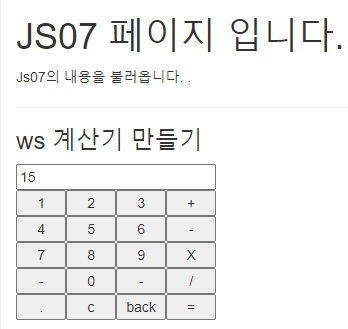 JS07 페이지 입니다.
Js07의 내용을 불러옵니다. .
ws 계산기 만들기
15
1 2 3 +
4 5 6 -
7 8 9 X
- 0 - /
. c back =